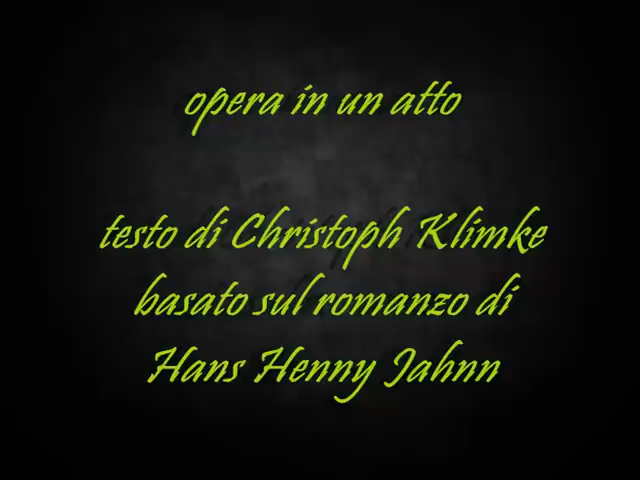 opera in un atto
testo di Christoph Klimke
basato sul romanzo di
Hans Henny Jahnn